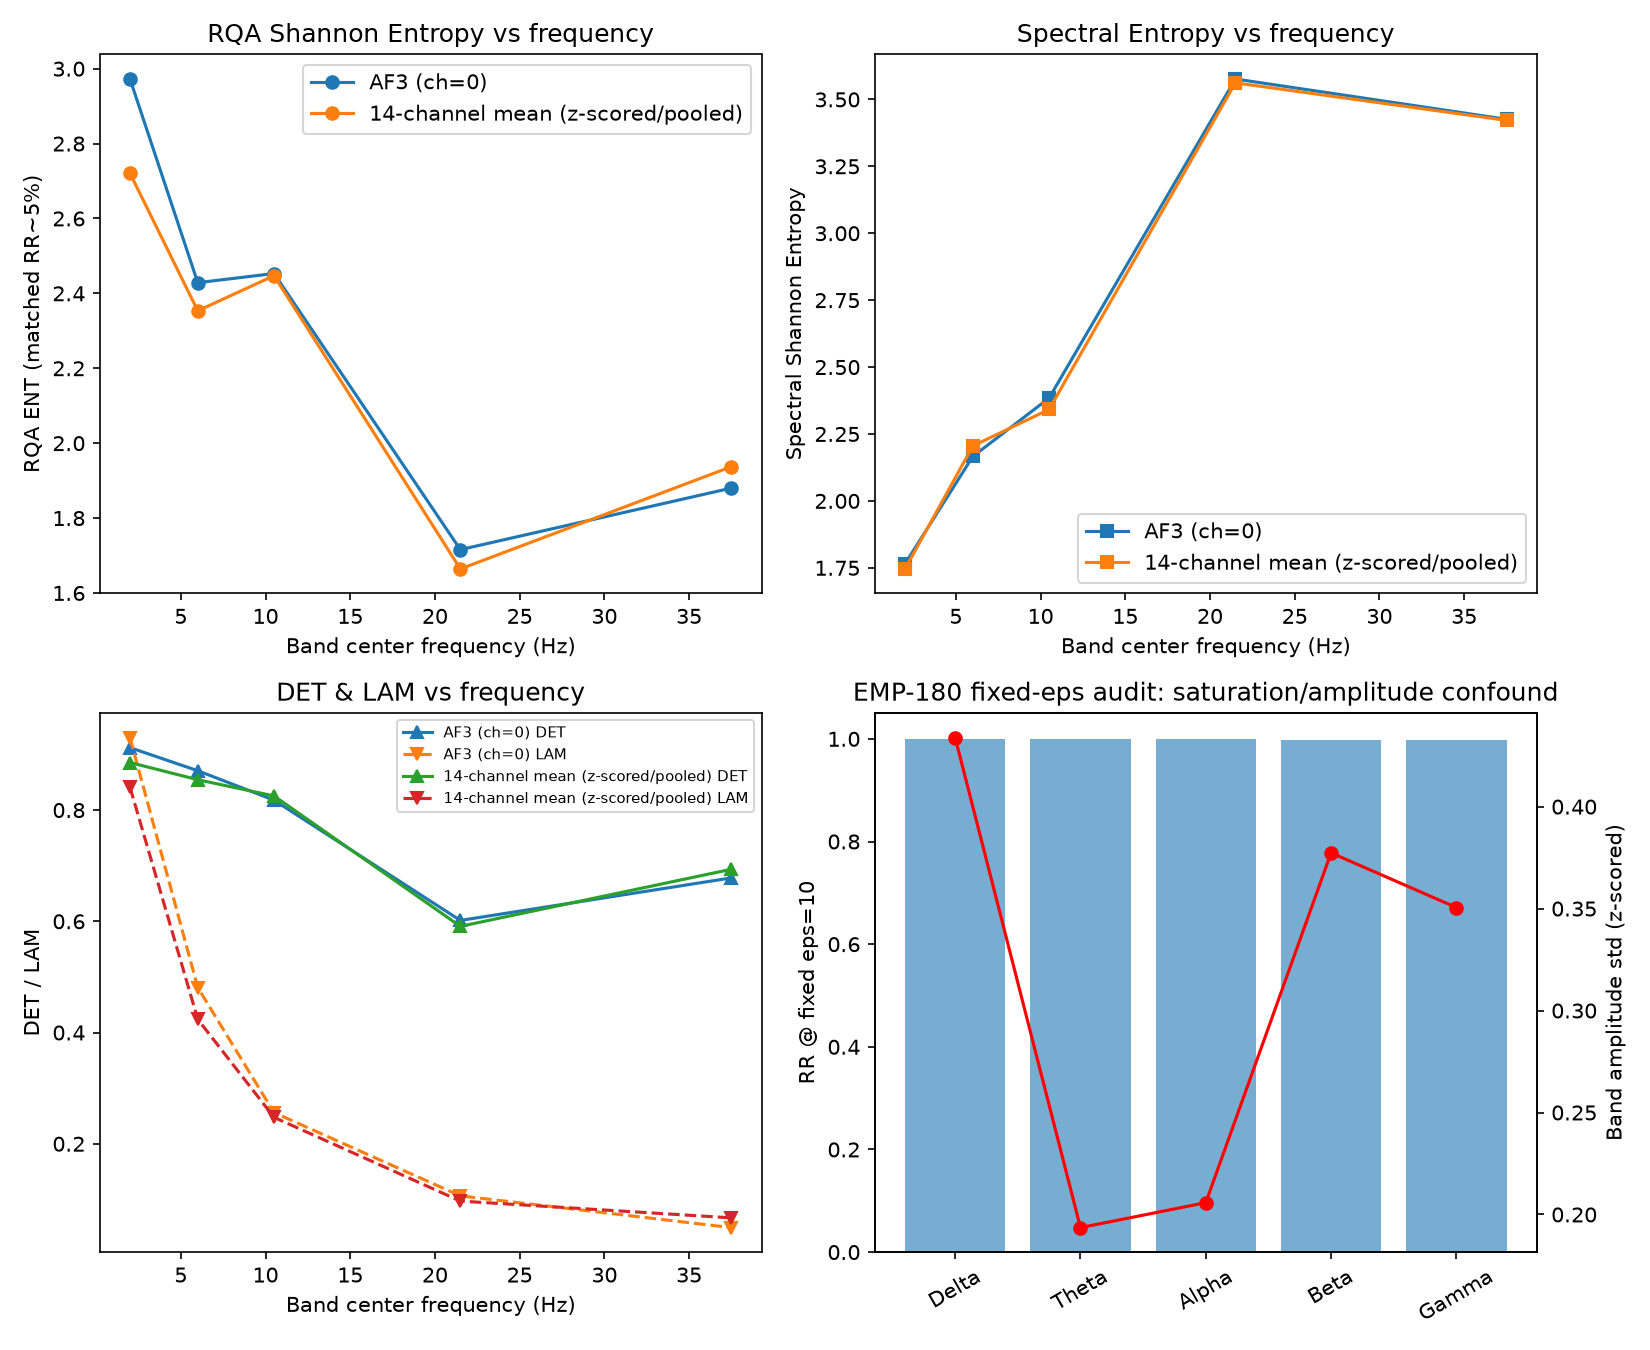 RQA Shannon Entropy vs frequency
RQA ENT (matched RR~5%)
3.0
2.8
2.6
2.4
2.2
2.0
1.8
1.6
AF3 (ch=0)
14-channel mean (z-scored/pooled)
5 10 15 20 25 30 35
Band center frequency (Hz)
Spectral Entropy vs frequency
Spectral Shannon Entropy
3.50
3.25
3.00
2.75
2.50
2.25
2.00
1.75
AF3 (ch=0)
14-channel mean (z-scored/pooled)
5 10 15 20 25 30 35
Band center frequency (Hz)
DET & LAM vs frequency
DET / LAM
0.8
0.6
0.4
0.2
AF3 (ch=0) DET
AF3 (ch=0) LAM
14-channel mean (z-scored/pooled) DET
14-channel mean (z-scored/pooled) LAM
5 10 15 20 25 30 35
Band center frequency (Hz)
EMP-180 fixed-eps audit: saturation/amplitude confound
RR @ fixed eps=10
1.0
0.8
0.6
0.4
0.2
0.0
0.40
0.35
0.30
0.25
0.20
Band amplitude std (z-scored)
Delta Theta Alpha Beta Gamma